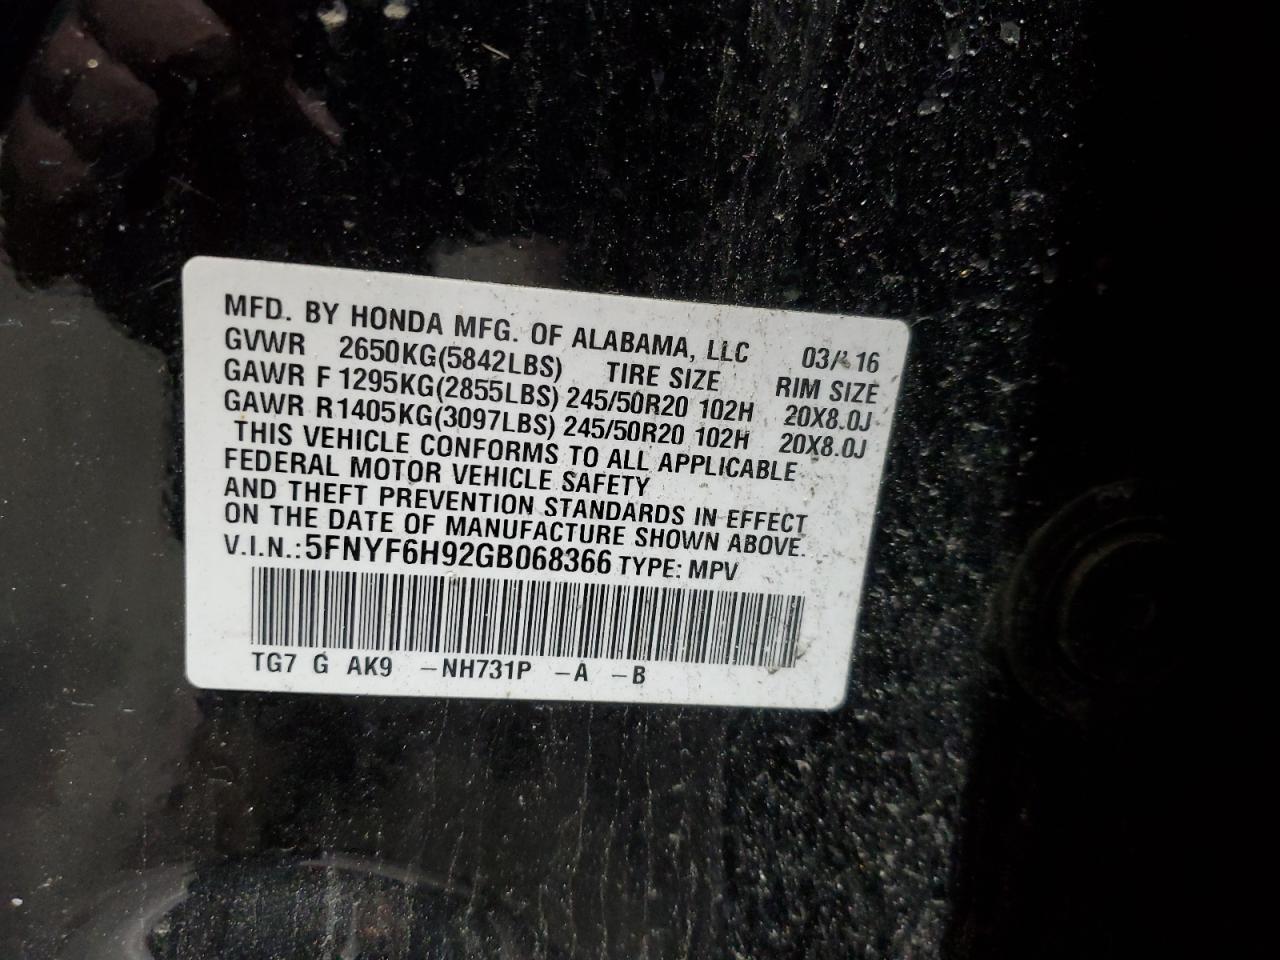 MFD. BY HONDA MFG. OF ALABAMA, LLC 03/16
GVWR 2650KG(5842LBS) TIRE SIZE RIM SIZE
GAWR F 1295KG(2855LBS) 245/50R20 102H 20X8.0J
GAWR R1405KG(3097LBS) 245/50R20 102H 20X8.0J
THIS VEHICLE CONFORMS TO ALL APPLICABLE
FEDERAL MOTOR VEHICLE SAFETY
AND THEFT PREVENTION STANDARDS IN EFFECT
ON THE DATE OF MANUFACTURE SHOWN ABOVE.
V.I.N.:5FNYF6H92GB068366 TYPE: MPV
TG7 G AK9 –NH731P –A –B